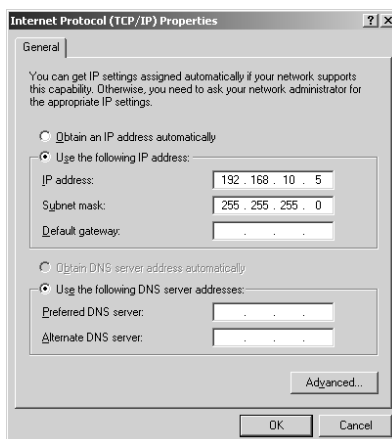 Internet Protocol (TCP/IP) Properties ? X
General
You can get IP settings assigned automatically if your network supports
this capability. Otherwise, you need to ask your network administrator for
the appropriate IP settings.
Obtain an IP address automatically
Use the following IP address:
IP address: 192 . 168 . 10 . 5
Subnet mask: 255 . 255 . 255 . 0
Default gateway: . . .
Obtain DNS server address automatically
Use the following DNS server addresses:
Preferred DNS server: . . .
Alternate DNS server: . . .
Advanced...
OK Cancel